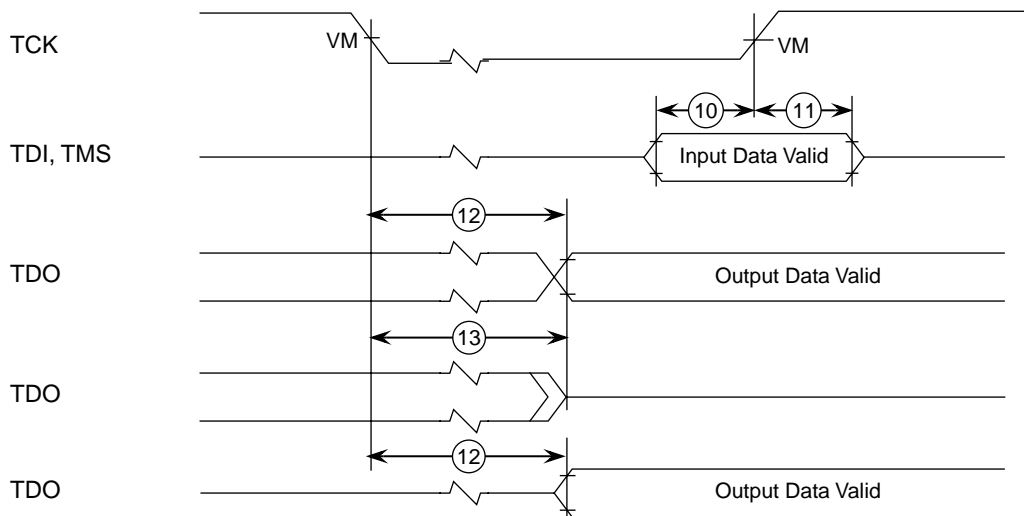 TCK
VM
VM
10
11
TDI, TMS
Input Data Valid
12
TDO
Output Data Valid
13
TDO
12
TDO
Output Data Valid